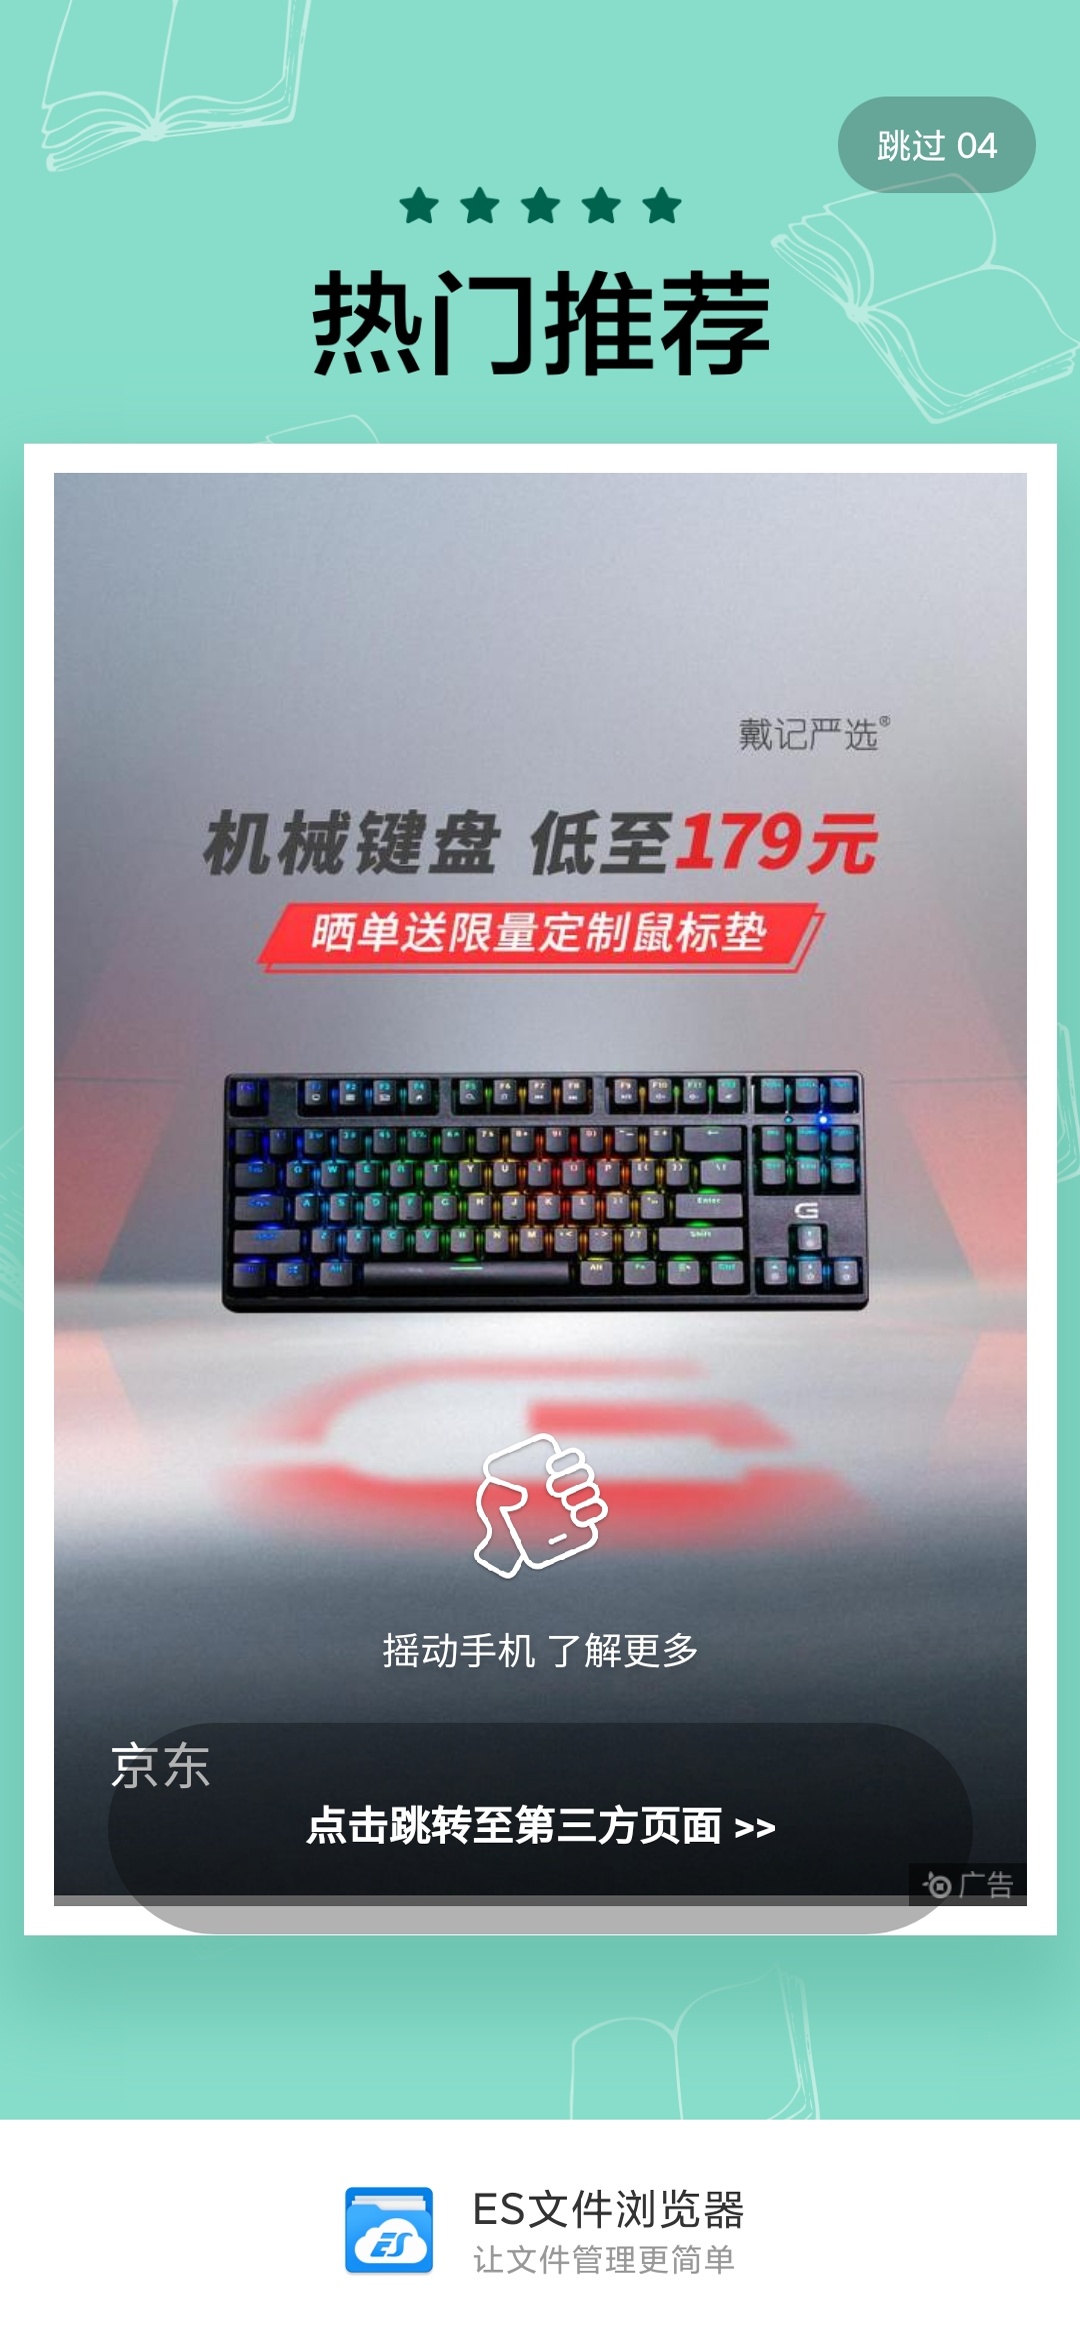 跳过 04
热门推荐
戴记严选®
机械键盘 低至179元
晒单送限量定制鼠标垫
摇动手机 了解更多
京东
点击跳转至第三方页面 >>
广告
ES文件浏览器
让文件管理更简单